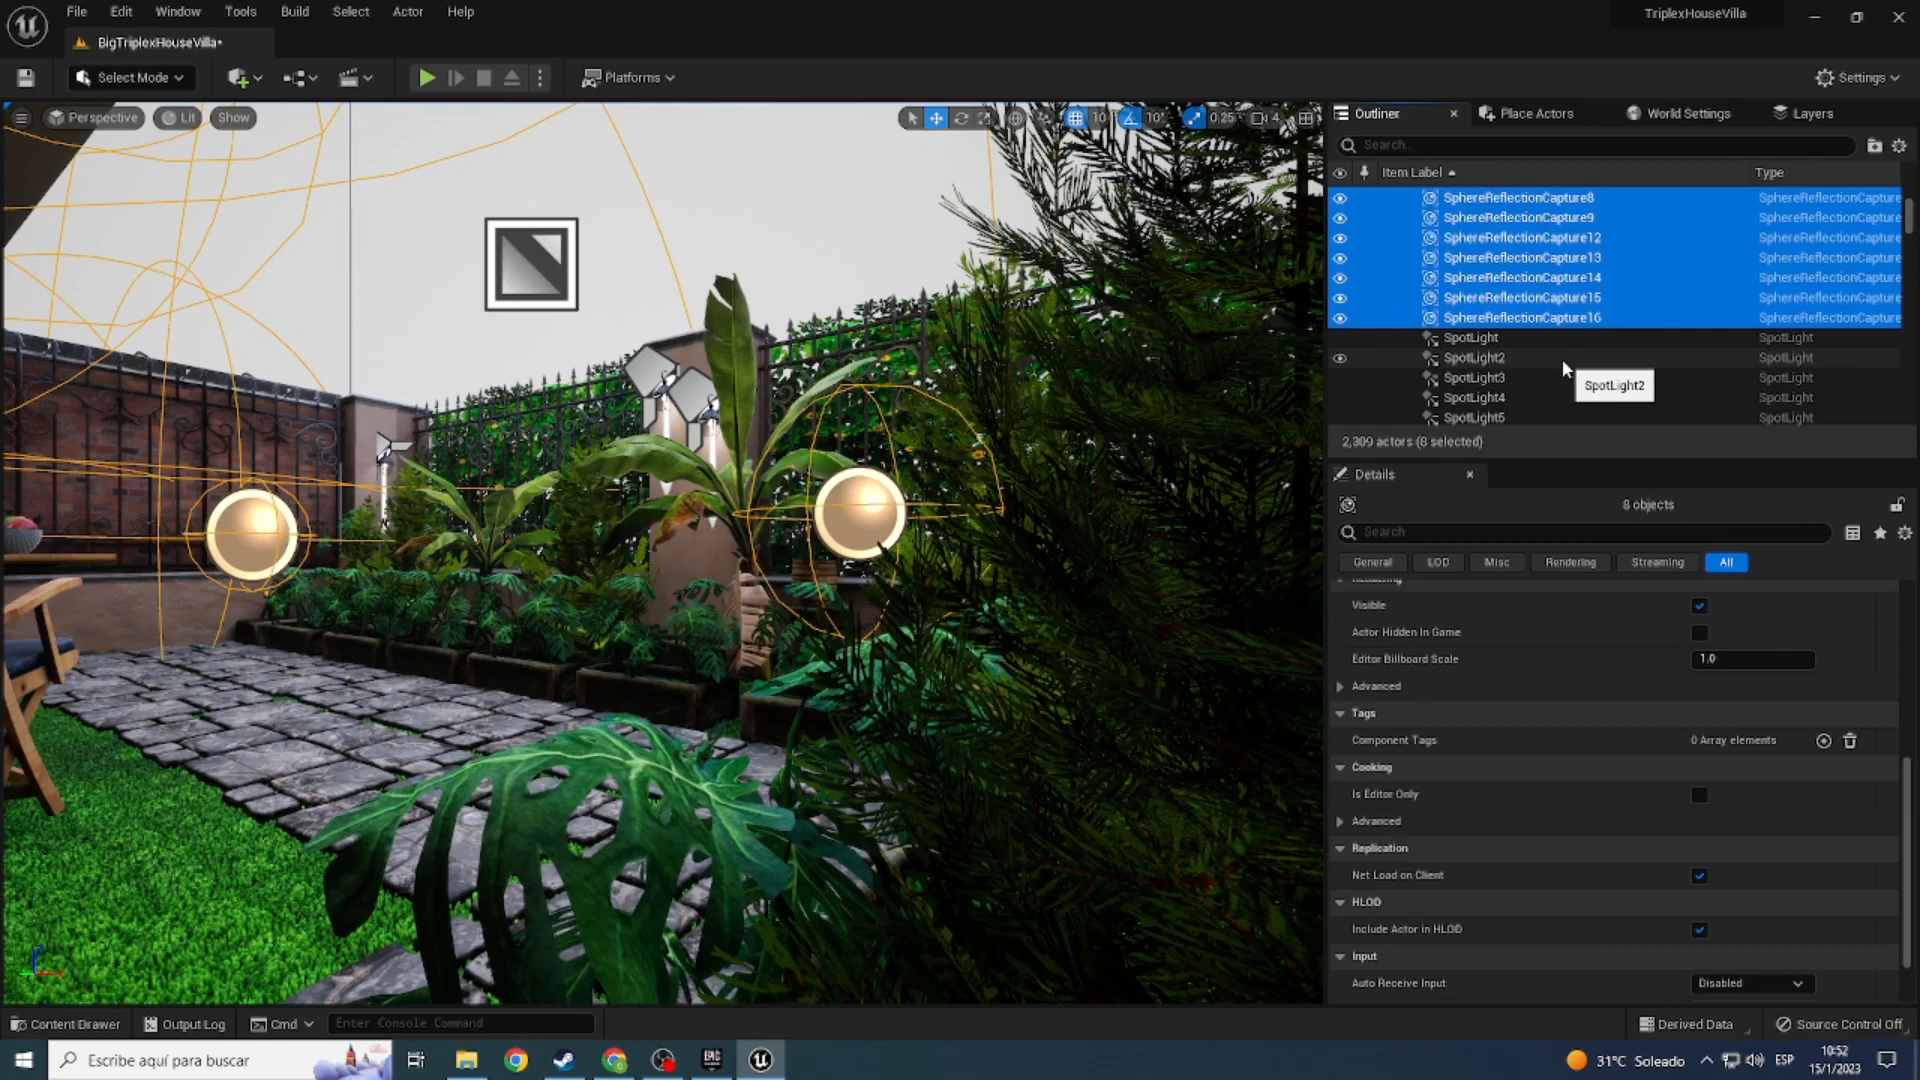 File Edit Window Tools Build Select Actor Help
TriplexHouseVilla
BigTriplexHouseVilla*
Select Mode
Platforms
Settings
Perspective
Lit
Show
10
10°
0.25
4
Outliner
Place Actors
World Settings
Layers
Search...
Item Label
Type
SphereReflectionCapture8 SphereReflectionCapture
SphereReflectionCapture9 SphereReflectionCapture
SphereReflectionCapture12 SphereReflectionCapture
SphereReflectionCapture13 SphereReflectionCapture
SphereReflectionCapture14 SphereReflectionCapture
SphereReflectionCapture15 SphereReflectionCapture
SphereReflectionCapture16 SphereReflectionCapture
SpotLight SpotLight
SpotLight2 SpotLight
SpotLight3 SpotLight
SpotLight2
SpotLight4 SpotLight
SpotLight5 SpotLight
2,309 actors (8 selected)
Details
8 objects
Search
General LOD Misc Rendering Streaming All
Rendering
Visible
Actor Hidden In Game
Editor Billboard Scale 1.0
Advanced
Tags
Component Tags 0 Array elements
Cooking
Is Editor Only
Advanced
Replication
Net Load on Client
HLOD
Include Actor in HLOD
Input
Auto Receive Input Disabled
Content Drawer
Output Log
Cmd
Enter Console Command
Derived Data
Source Control Off
Escribe aquí para buscar
EPIC
31°C Soleado
ESP
10:52
15/1/2023